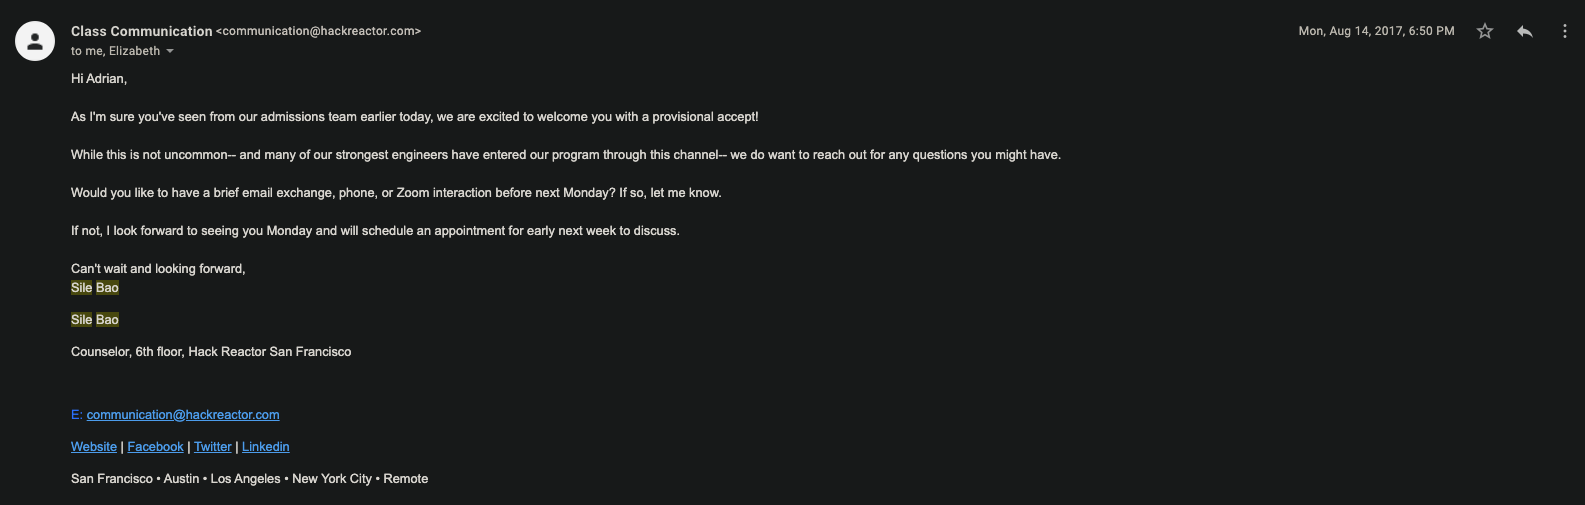 Class Communication <communication@hackreactor.com>
Mon, Aug 14, 2017, 6:50 PM
to me, Elizabeth
Hi Adrian,
As I'm sure you've seen from our admissions team earlier today, we are excited to welcome you with a provisional accept!
While this is not uncommon-- and many of our strongest engineers have entered our program through this channel-- we do want to reach out for any questions you might have.
Would you like to have a brief email exchange, phone, or Zoom interaction before next Monday? If so, let me know.
If not, I look forward to seeing you Monday and will schedule an appointment for early next week to discuss.
Can't wait and looking forward,
Sile Bao
Sile Bao
Counselor, 6th floor, Hack Reactor San Francisco
E: communication@hackreactor.com
Website | Facebook | Twitter | Linkedin
San Francisco • Austin • Los Angeles • New York City • Remote